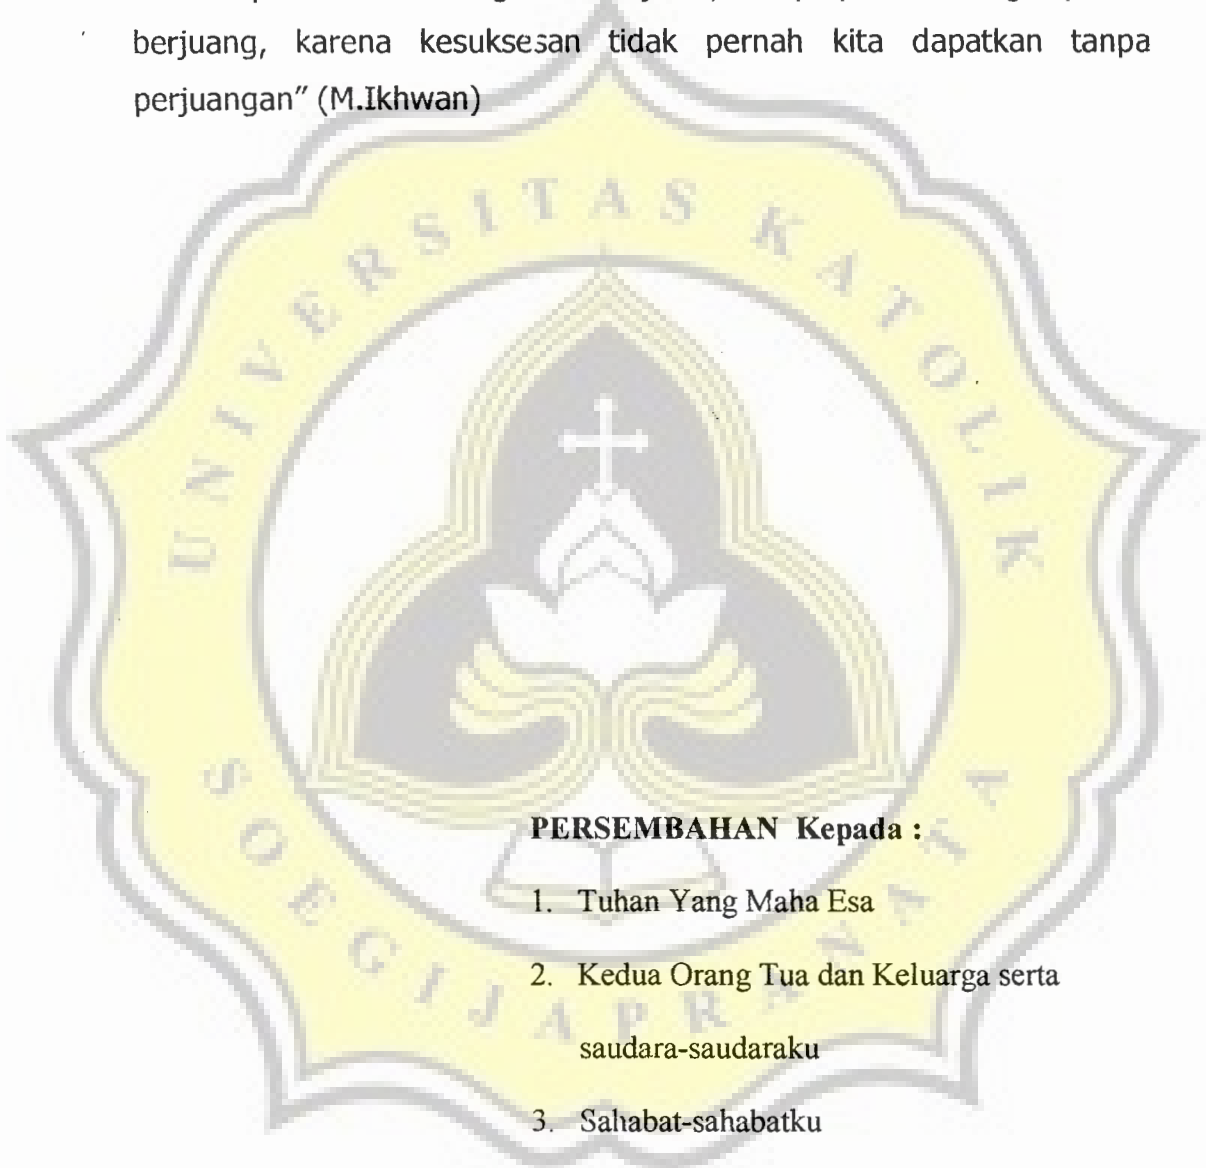 berjuang, karena kesuksesan tidak pernah kita dapatkan tanpa
perjuangan" (M.Ikhwan)
UNIVERSITAS KATOLIK
SOEGIJAPRANATA
PERSEMBAHAN Kepada :
1. Tuhan Yang Maha Esa
2. Kedua Orang Tua dan Keluarga serta
saudara-saudaraku
3. Sahabat-sahabatku